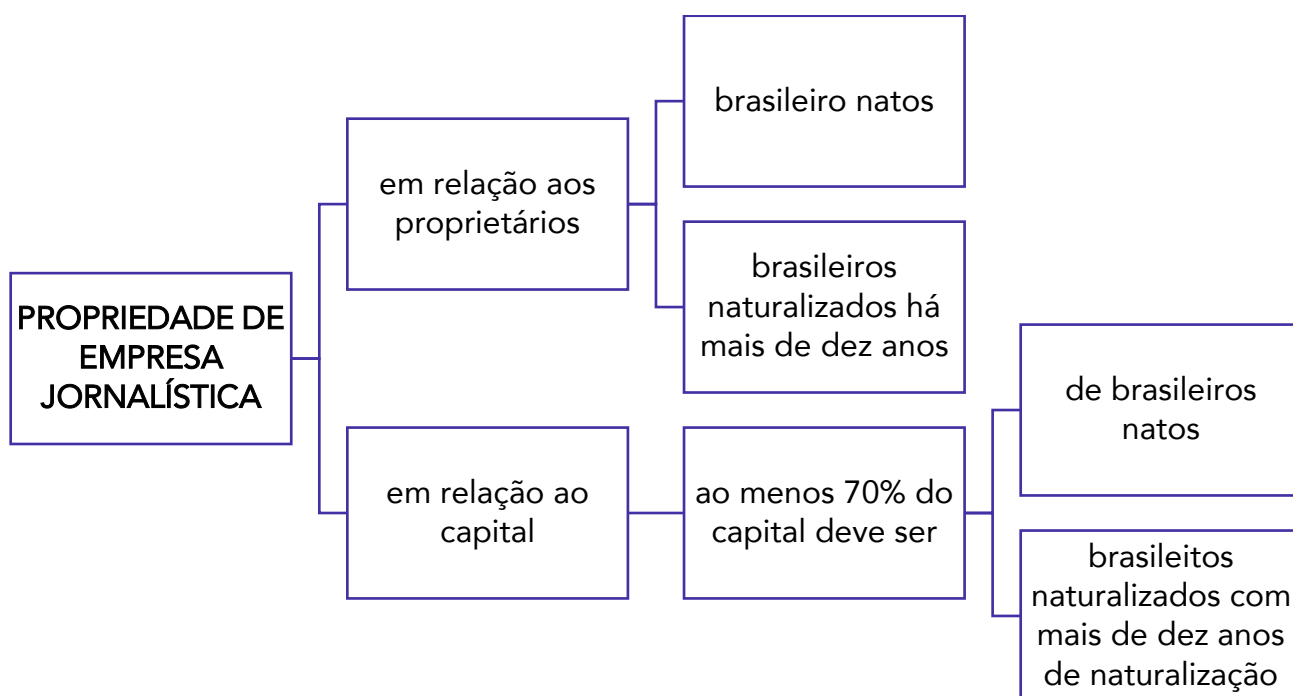 PROPRIEDADE DE
EMPRESA
JORNALÍSTICA
em relação aos
proprietários
brasileiro natos
brasileiros
naturalizados há
mais de dez anos
em relação ao
capital
ao menos 70% do
capital deve ser
de brasileiros
natos
brasileitos
naturalizados com
mais de dez anos
de naturalização